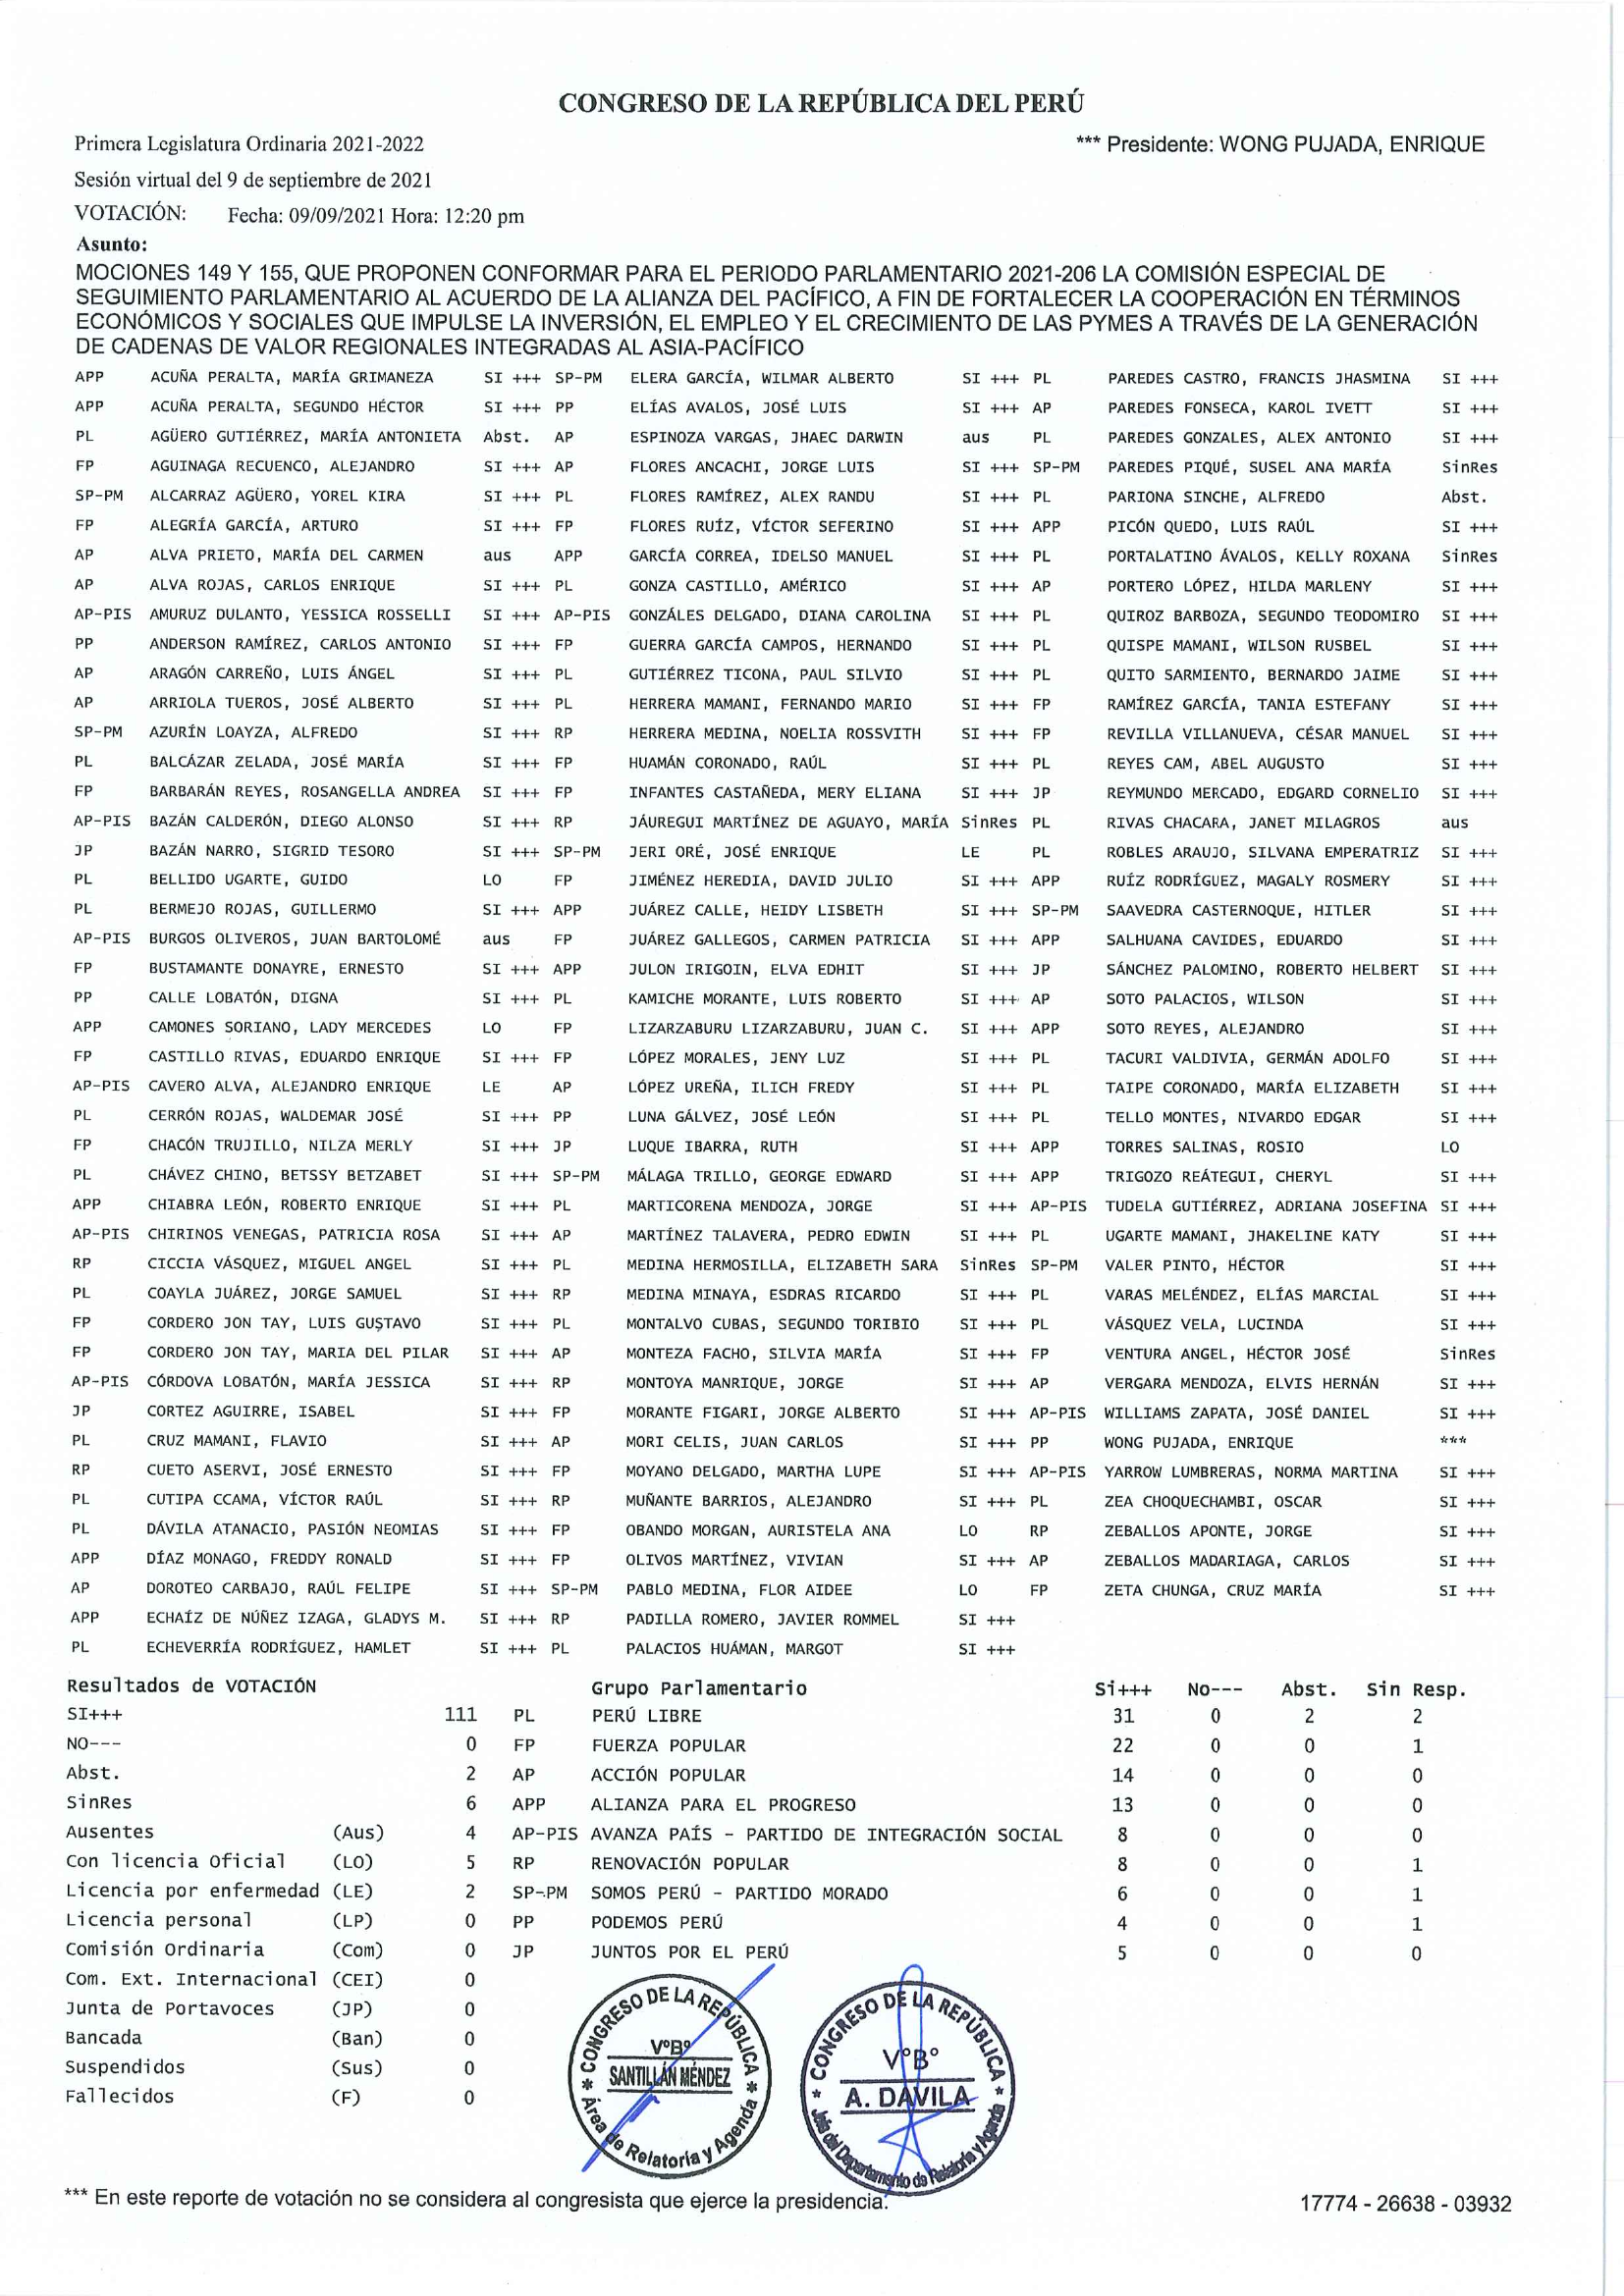 CONGRESO DE LA REPÚBLICA DEL PERÚ
Primera Legislatura Ordinaria 2021-2022 *** Presidente: WONG PUJADA, ENRIQUE
Sesión virtual del 9 de septiembre de 2021
VOTACIÓN: Fecha: 09/09/2021 Hora: 12:20 pm
Asunto:
MOCIONES 149 Y 155, QUE PROPONEN CONFORMAR PARA EL PERIODO PARLAMENTARIO 2021-206 LA COMISIÓN ESPECIAL DE
SEGUIMIENTO PARLAMENTARIO AL ACUERDO DE LA ALIANZA DEL PACÍFICO, A FIN DE FORTALECER LA COOPERACIÓN EN TÉRMINOS
ECONÓMICOS Y SOCIALES QUE IMPULSE LA INVERSIÓN, EL EMPLEO Y EL CRECIMIENTO DE LAS PYMES A TRAVÉS DE LA GENERACIÓN
DE CADENAS DE VALOR REGIONALES INTEGRADAS AL ASIA-PACÍFICO
APP ACUÑA PERALTA, MARÍA GRIMANEZA SI +++ SP-PM ELERA GARCÍA, WILMAR ALBERTO SI +++ PL PAREDES CASTRO, FRANCIS JHASMINA SI +++
APP ACUÑA PERALTA, SEGUNDO HÉCTOR SI +++ PP ELÍAS AVALOS, JOSÉ LUIS SI +++ AP PAREDES FONSECA, KAROL IVETT SI +++
PL AGÜERO GUTIÉRREZ, MARÍA ANTONIETA Abst. AP ESPINOZA VARGAS, JHAEC DARWIN aus PL PAREDES GONZALES, ALEX ANTONIO SI +++
FP AGUINAGA RECUENCO, ALEJANDRO SI +++ AP FLORES ANCACHI, JORGE LUIS SI +++ SP-PM PAREDES PIQUÉ, SUSEL ANA MARÍA SinRes
SP-PM ALCARRAZ AGÜERO, YOREL KIRA SI +++ PL FLORES RAMÍREZ, ALEX RANDU SI +++ PL PARIONA SINCHE, ALFREDO Abst.
FP ALEGRÍA GARCÍA, ARTURO SI +++ FP FLORES RUÍZ, VÍCTOR SEFERINO SI +++ APP PICÓN QUEDO, LUIS RAÚL SI +++
AP ALVA PRIETO, MARÍA DEL CARMEN aus APP GARCÍA CORREA, IDELSO MANUEL SI +++ PL PORTALATINO ÁVALOS, KELLY ROXANA SinRes
AP ALVA ROJAS, CARLOS ENRIQUE SI +++ PL GONZA CASTILLO, AMÉRICO SI +++ AP PORTERO LÓPEZ, HILDA MARLENY SI +++
AP-PIS AMURUZ DULANTO, YESSICA ROSSELLI SI +++ AP-PIS GONZÁLES DELGADO, DIANA CAROLINA SI +++ PL QUIROZ BARBOZA, SEGUNDO TEODOMIRO SI +++
PP ANDERSON RAMÍREZ, CARLOS ANTONIO SI +++ FP GUERRA GARCÍA CAMPOS, HERNANDO SI +++ PL QUISPE MAMANI, WILSON RUSBEL SI +++
AP ARAGÓN CARREÑO, LUIS ÁNGEL SI +++ PL GUTIÉRREZ TICONA, PAUL SILVIO SI +++ PL QUITO SARMIENTO, BERNARDO JAIME SI +++
AP ARRIOLA TUEROS, JOSÉ ALBERTO SI +++ PL HERRERA MAMANI, FERNANDO MARIO SI +++ FP RAMÍREZ GARCÍA, TANIA ESTEFANY SI +++
SP-PM AZURÍN LOAYZA, ALFREDO SI +++ RP HERRERA MEDINA, NOELIA ROSSVITH SI +++ FP REVILLA VILLANUEVA, CÉSAR MANUEL SI +++
PL BALCÁZAR ZELADA, JOSÉ MARÍA SI +++ FP HUAMÁN CORONADO, RAÚL SI +++ PL REYES CAM, ABEL AUGUSTO SI +++
FP BARBARÁN REYES, ROSANGELLA ANDREA SI +++ FP INFANTES CASTAÑEDA, MERY ELIANA SI +++ JP REYMUNDO MERCADO, EDGARD CORNELIO SI +++
AP-PIS BAZÁN CALDERÓN, DIEGO ALONSO SI +++ RP JÁUREGUI MARTÍNEZ DE AGUAYO, MARÍA SinRes PL RIVAS CHACARA, JANET MILAGROS aus
JP BAZÁN NARRO, SIGRID TESORO SI +++ SP-PM JERI ORÉ, JOSÉ ENRIQUE LE PL ROBLES ARAUJO, SILVANA EMPERATRIZ SI +++
PL BELLIDO UGARTE, GUIDO LO FP JIMÉNEZ HEREDIA, DAVID JULIO SI +++ APP RUÍZ RODRÍGUEZ, MAGALY ROSMERY SI +++
PL BERMEJO ROJAS, GUILLERMO SI +++ APP JUÁREZ CALLE, HEIDY LISBETH SI +++ SP-PM SAAVEDRA CASTERNOQUE, HITLER SI +++
AP-PIS BURGOS OLIVEROS, JUAN BARTOLOMÉ aus FP JUÁREZ GALLEGOS, CARMEN PATRICIA SI +++ APP SALHUANA CAVIDES, EDUARDO SI +++
FP BUSTAMANTE DONAYRE, ERNESTO SI +++ APP JULON IRIGOIN, ELVA EDHIT SI +++ JP SÁNCHEZ PALOMINO, ROBERTO HELBERT SI +++
PP CALLE LOBATÓN, DIGNA SI +++ PL KAMICHE MORANTE, LUIS ROBERTO SI +++ AP SOTO PALACIOS, WILSON SI +++
APP CAMONES SORIANO, LADY MERCEDES LO FP LIZARZABURU LIZARZABURU, JUAN C. SI +++ APP SOTO REYES, ALEJANDRO SI +++
FP CASTILLO RIVAS, EDUARDO ENRIQUE SI +++ FP LÓPEZ MORALES, JENY LUZ SI +++ PL TACURI VALDIVIA, GERMÁN ADOLFO SI +++
AP-PIS CAVERO ALVA, ALEJANDRO ENRIQUE LE AP LÓPEZ UREÑA, ILICH FREDY SI +++ PL TAIPE CORONADO, MARÍA ELIZABETH SI +++
PL CERRÓN ROJAS, WALDEMAR JOSÉ SI +++ PP LUNA GÁLVEZ, JOSÉ LEÓN SI +++ PL TELLO MONTES, NIVARDO EDGAR SI +++
FP CHACÓN TRUJILLO, NILZA MERLY SI +++ JP LUQUE IBARRA, RUTH SI +++ APP TORRES SALINAS, ROSIO LO
PL CHÁVEZ CHINO, BETSSY BETZABET SI +++ SP-PM MÁLAGA TRILLO, GEORGE EDWARD SI +++ APP TRIGOZO REÁTEGUI, CHERYL SI +++
APP CHIABRA LEÓN, ROBERTO ENRIQUE SI +++ PL MARTICORENA MENDOZA, JORGE SI +++ AP-PIS TUDELA GUTIÉRREZ, ADRIANA JOSEFINA SI +++
AP-PIS CHIRINOS VENEGAS, PATRICIA ROSA SI +++ AP MARTÍNEZ TALAVERA, PEDRO EDWIN SI +++ PL UGARTE MAMANI, JHAKELINE KATY SI +++
RP CICCIA VÁSQUEZ, MIGUEL ANGEL SI +++ PL MEDINA HERMOSILLA, ELIZABETH SARA SinRes SP-PM VALER PINTO, HÉCTOR SI +++
PL COAYLA JUÁREZ, JORGE SAMUEL SI +++ RP MEDINA MINAYA, ESDRAS RICARDO SI +++ PL VARAS MELÉNDEZ, ELÍAS MARCIAL SI +++
FP CORDERO JON TAY, LUIS GUSTAVO SI +++ PL MONTALVO CUBAS, SEGUNDO TORIBIO SI +++ PL VÁSQUEZ VELA, LUCINDA SI +++
FP CORDERO JON TAY, MARIA DEL PILAR SI +++ AP MONTEZA FACHO, SILVIA MARÍA SI +++ FP VENTURA ANGEL, HÉCTOR JOSÉ SinRes
AP-PIS CÓRDOVA LOBATÓN, MARÍA JESSICA SI +++ RP MONTOYA MANRIQUE, JORGE SI +++ AP VERGARA MENDOZA, ELVIS HERNÁN SI +++
JP CORTEZ AGUIRRE, ISABEL SI +++ FP MORANTE FIGARI, JORGE ALBERTO SI +++ AP-PIS WILLIAMS ZAPATA, JOSÉ DANIEL SI +++
PL CRUZ MAMANI, FLAVIO SI +++ AP MORI CELIS, JUAN CARLOS SI +++ PP WONG PUJADA, ENRIQUE ***
RP CUETO ASERVI, JOSÉ ERNESTO SI +++ FP MOYANO DELGADO, MARTHA LUPE SI +++ AP-PIS YARROW LUMBRERAS, NORMA MARTINA SI +++
PL CUTIPA CCAMA, VÍCTOR RAÚL SI +++ RP MUÑANTE BARRIOS, ALEJANDRO SI +++ PL ZEA CHOQUECHAMBI, OSCAR SI +++
PL DÁVILA ATANACIO, PASIÓN NEOMIAS SI +++ FP OBANDO MORGAN, AURISTELA ANA LO RP ZEBALLOS APONTE, JORGE SI +++
APP DÍAZ MONAGO, FREDDY RONALD SI +++ FP OLIVOS MARTÍNEZ, VIVIAN SI +++ AP ZEBALLOS MADARIAGA, CARLOS SI +++
AP DOROTEO CARBAJO, RAÚL FELIPE SI +++ SP-PM PABLO MEDINA, FLOR AIDEE LO FP ZETA CHUNGA, CRUZ MARÍA SI +++
APP ECHAÍZ DE NÚÑEZ IZAGA, GLADYS M. SI +++ RP PADILLA ROMERO, JAVIER ROMMEL SI +++
PL ECHEVERRÍA RODRÍGUEZ, HAMLET SI +++ PL PALACIOS HUÁMAN, MARGOT SI +++
Resultados de VOTACIÓN Grupo Parlamentario Si+++ No--- Abst. Sin Resp.
SI+++ 111 PL PERÚ LIBRE 31 0 2 2
NO--- 0 FP FUERZA POPULAR 22 0 0 1
Abst. 2 AP ACCIÓN POPULAR 14 0 0 0
SinRes 6 APP ALIANZA PARA EL PROGRESO 13 0 0 0
Ausentes (Aus) 4 AP-PIS AVANZA PAÍS - PARTIDO DE INTEGRACIÓN SOCIAL 8 0 0 0
Con licencia Oficial (LO) 5 RP RENOVACIÓN POPULAR 8 0 0 1
Licencia por enfermedad (LE) 2 SP-PM SOMOS PERÚ - PARTIDO MORADO 6 0 0 1
Licencia personal (LP) 0 PP PODEMOS PERÚ 4 0 0 1
Comisión Ordinaria (Com) 0 JP JUNTOS POR EL PERÚ 5 0 0 0
Com. Ext. Internacional (CEI) 0
Junta de Portavoces (JP) 0
Bancada (Ban) 0
Suspendidos (Sus) 0
Fallecidos (F) 0
CONGRESO DE LA REPÚBLICA
V°B°
SANTILLÁN MÉNDEZ
Área de Relatoría y Agenda
CONGRESO DE LA REPÚBLICA
V°B°
A. DAVILA
Jefa del Departamento de Relatoría y Agenda
*** En este reporte de votación no se considera al congresista que ejerce la presidencia. 17774 - 26638 - 03932